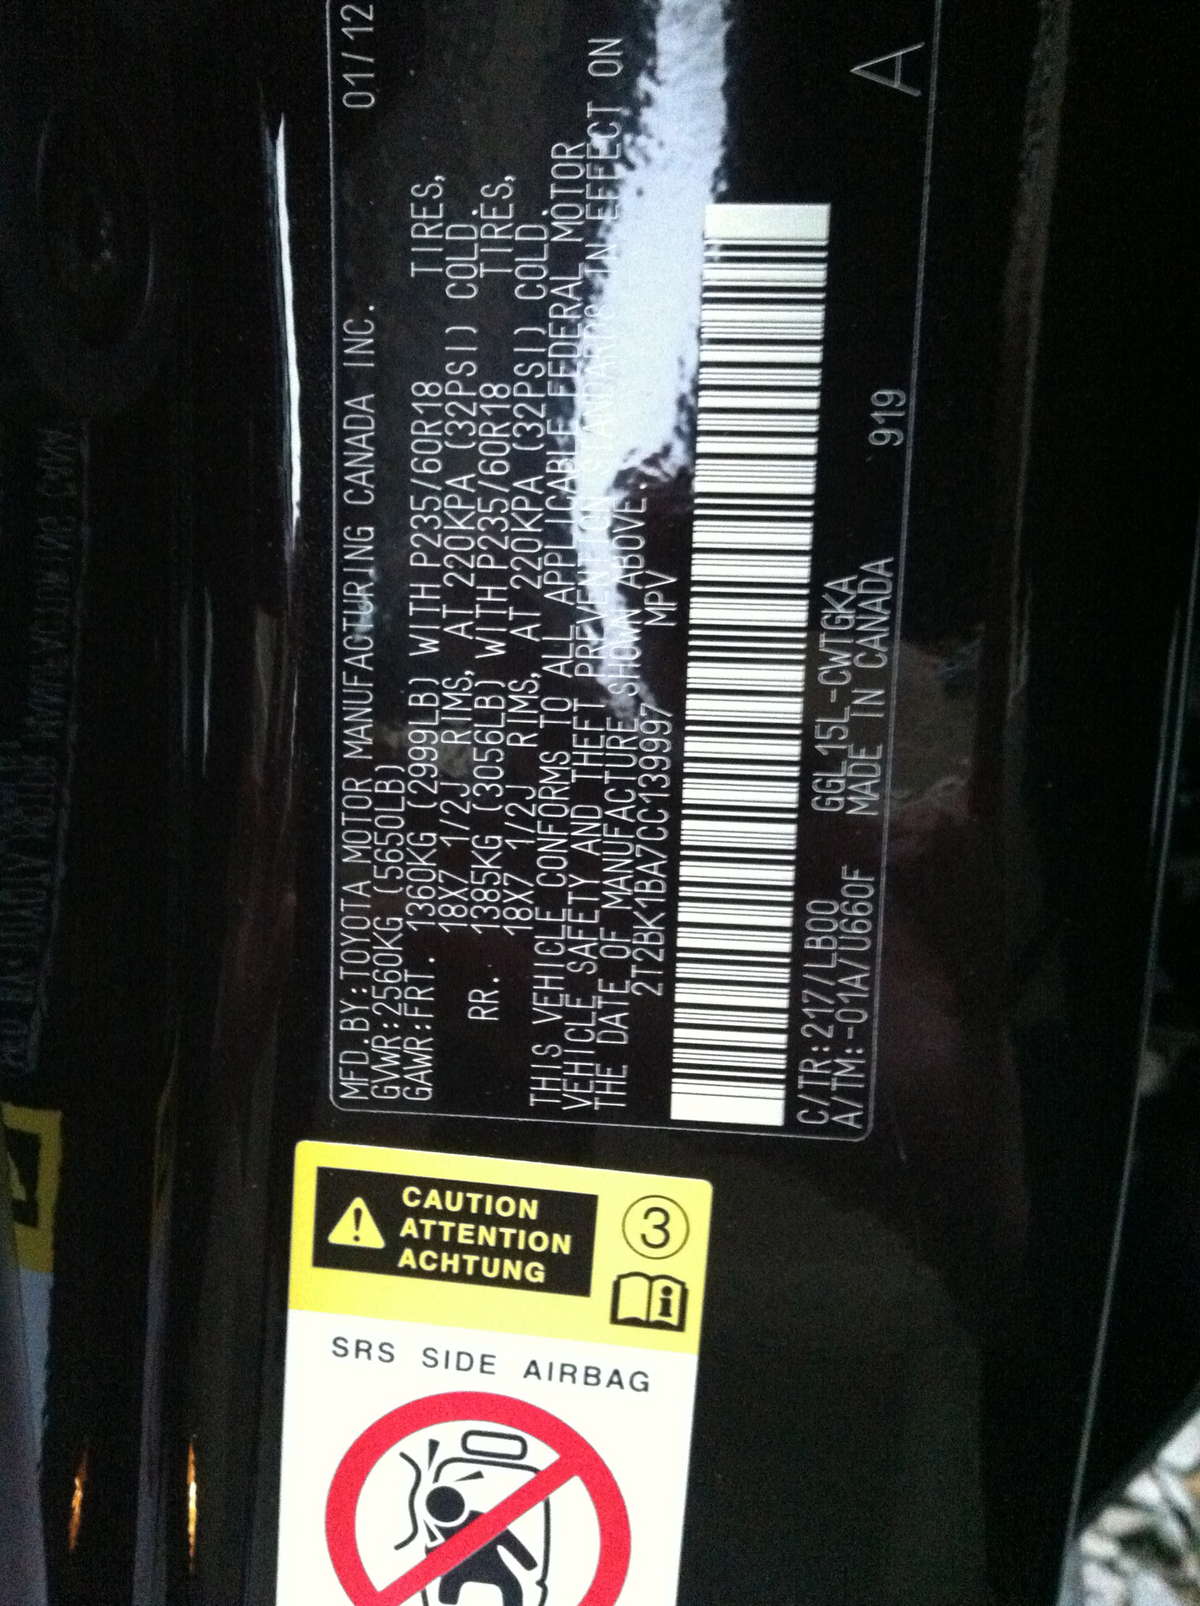 MFD.BY:TOYOTA MOTOR MANUFACTURING CANADA INC. 01/12
GVWR:2560KG (5650LB)
GAWR:FRT. 1360KG (2999LB) WITH P235/60R18 TIRES,
18X7 1/2J RIMS, AT 220KPA (32PSI) COLD.
RR. 1385KG (3056LB) WITH P235/60R18 TIRES,
18X7 1/2J RIMS, AT 220KPA (32PSI) COLD.
THIS VEHICLE CONFORMS TO ALL APPLICABLE FEDERAL MOTOR
VEHICLE SAFETY AND THEFT PREVENTION STANDARDS IN EFFECT ON
THE DATE OF MANUFACTURE SHOWN ABOVE.
2T2BK1BA7CC139997 MPV
C/TR:217/LB00 GGL15L-CWTGKA
A/TM:-01A/U660F MADE IN CANADA 919 A
CAUTION
ATTENTION
ACHTUNG
3
i
SRS SIDE AIRBAG